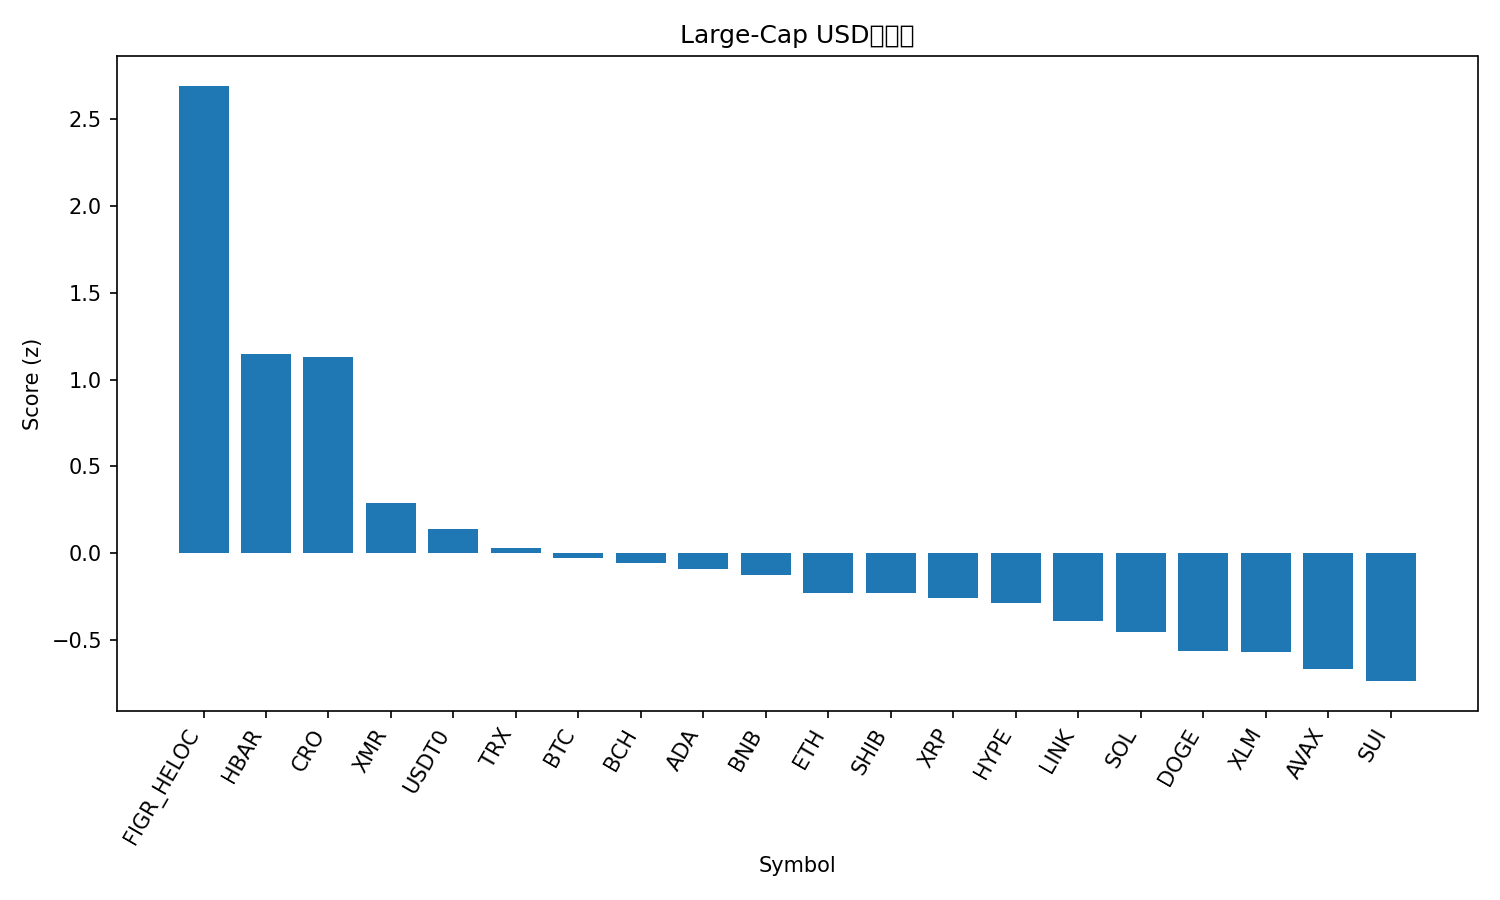 Large-Cap USD
Score (z)
2.5
2.0
1.5
1.0
0.5
0.0
−0.5
FIGR_HELOC
HBAR
CRO
XMR
USDT0
TRX
BTC
BCH
ADA
BNB
ETH
SHIB
XRP
HYPE
LINK
SOL
DOGE
XLM
AVAX
SUI
Symbol